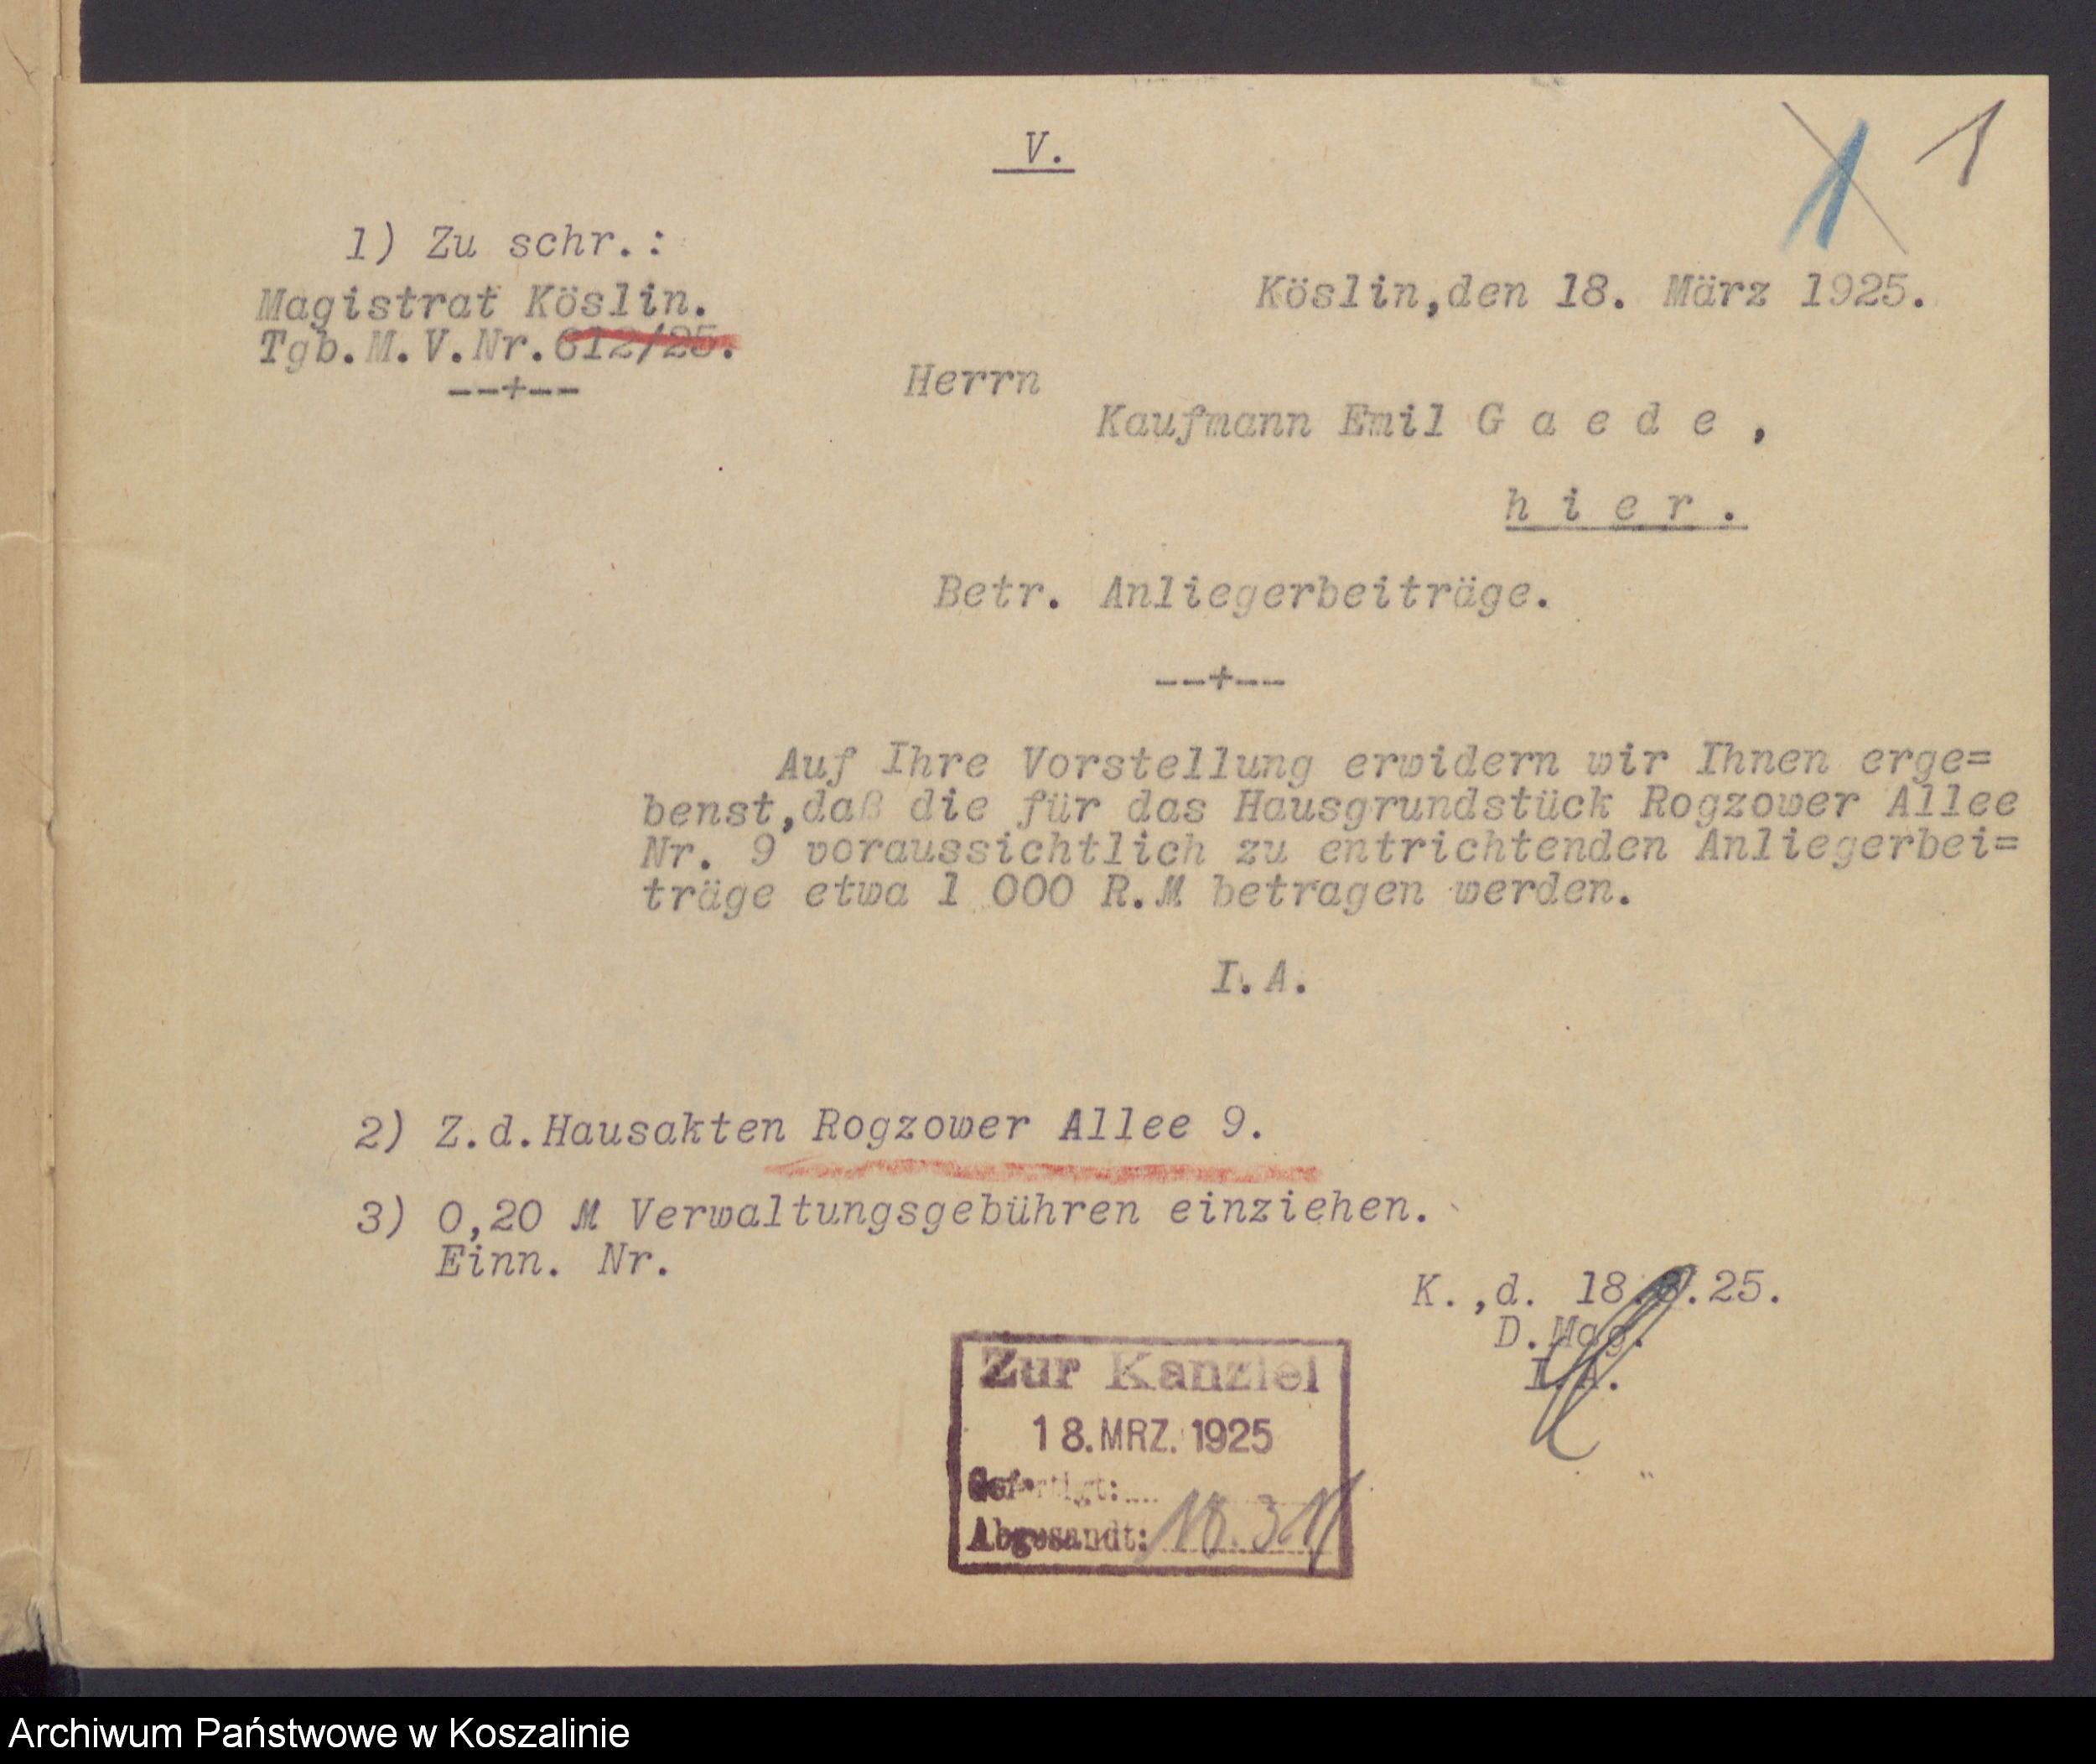 V.
1 1
1) Zu schr.:
Magistrat Köslin.
Tgb.M.V.Nr.612/25.
--+--
Köslin,den 18. März 1925.
Herrn
Kaufmann Emil G a e d e ,
h i e r .
Betr. Anliegerbeiträge.
--+--
Auf Ihre Vorstellung erwidern wir Ihnen erge=
benst,daß die für das Hausgrundstück Rogzower Allee
Nr. 9 voraussichtlich zu entrichtenden Anliegerbei=
träge etwa 1 000 R.M betragen werden.
I.A.
2) Z.d.Hausakten Rogzower Allee 9.
3) 0,20 M Verwaltungsgebühren einziehen.
Einn. Nr.
K.,d. 18.3.25.
D.Mag.
I.A.
Zur Kanzlei
18.MRZ.1925
Gefertigt:
Abgesandt: 18.3
Archiwum Państwowe w Koszalinie